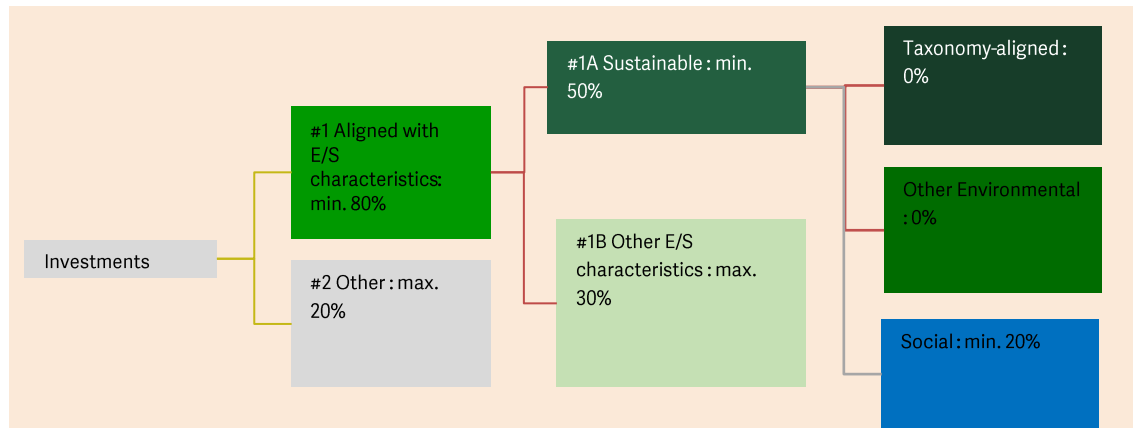 Investments
#1 Aligned with
E/S
characteristics:
min. 80%
#2 Other : max.
20%
#1A Sustainable : min.
50%
#1B Other E/S
characteristics : max.
30%
Taxonomy-aligned :
0%
Other Environmental
: 0%
Social : min. 20%